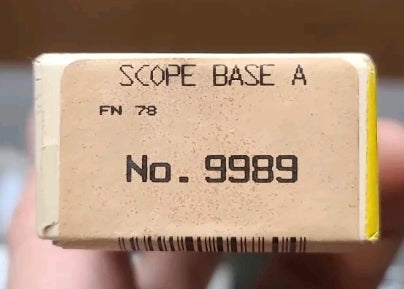 SCOPE BASE A
FN 78
No. 9989